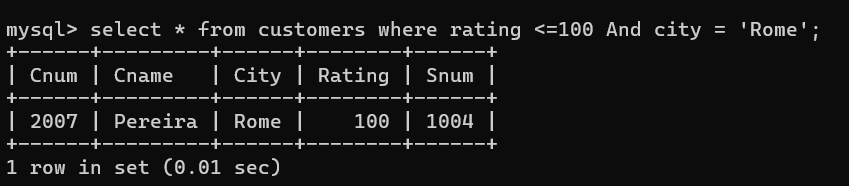 mysql> select * from customers where rating <=100 And city = 'Rome';
+------+---------+------+--------+------+
| Cnum | Cname   | City | Rating | Snum |
+------+---------+------+--------+------+
| 2007 | Pereira | Rome |    100 | 1004 |
+------+---------+------+--------+------+
1 row in set (0.01 sec)